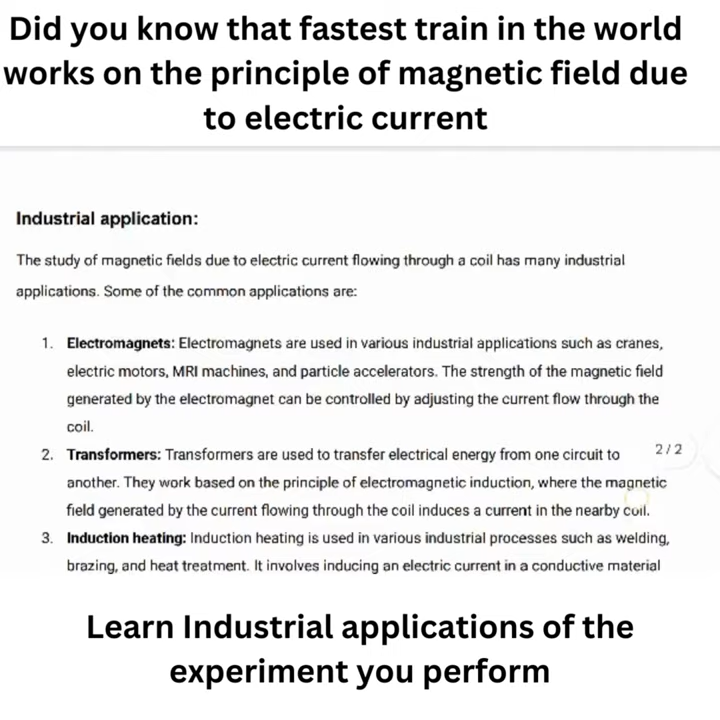 Did you know that fastest train in the world
works on the principle of magnetic field due
to electric current
Industrial application:
The study of magnetic fields due to electric current flowing through a coil has many industrial
applications. Some of the common applications are:
1. Electromagnets: Electromagnets are used in various industrial applications such as cranes,
electric motors, MRI machines, and particle accelerators. The strength of the magnetic field
generated by the electromagnet can be controlled by adjusting the current flow through the
coil.
2. Transformers: Transformers are used to transfer electrical energy from one circuit to
2 / 2
another. They work based on the principle of electromagnetic induction, where the magnetic
field generated by the current flowing through the coil induces a current in the nearby coil.
3. Induction heating: Induction heating is used in various industrial processes such as welding,
brazing, and heat treatment. It involves inducing an electric current in a conductive material
Learn Industrial applications of the
experiment you perform